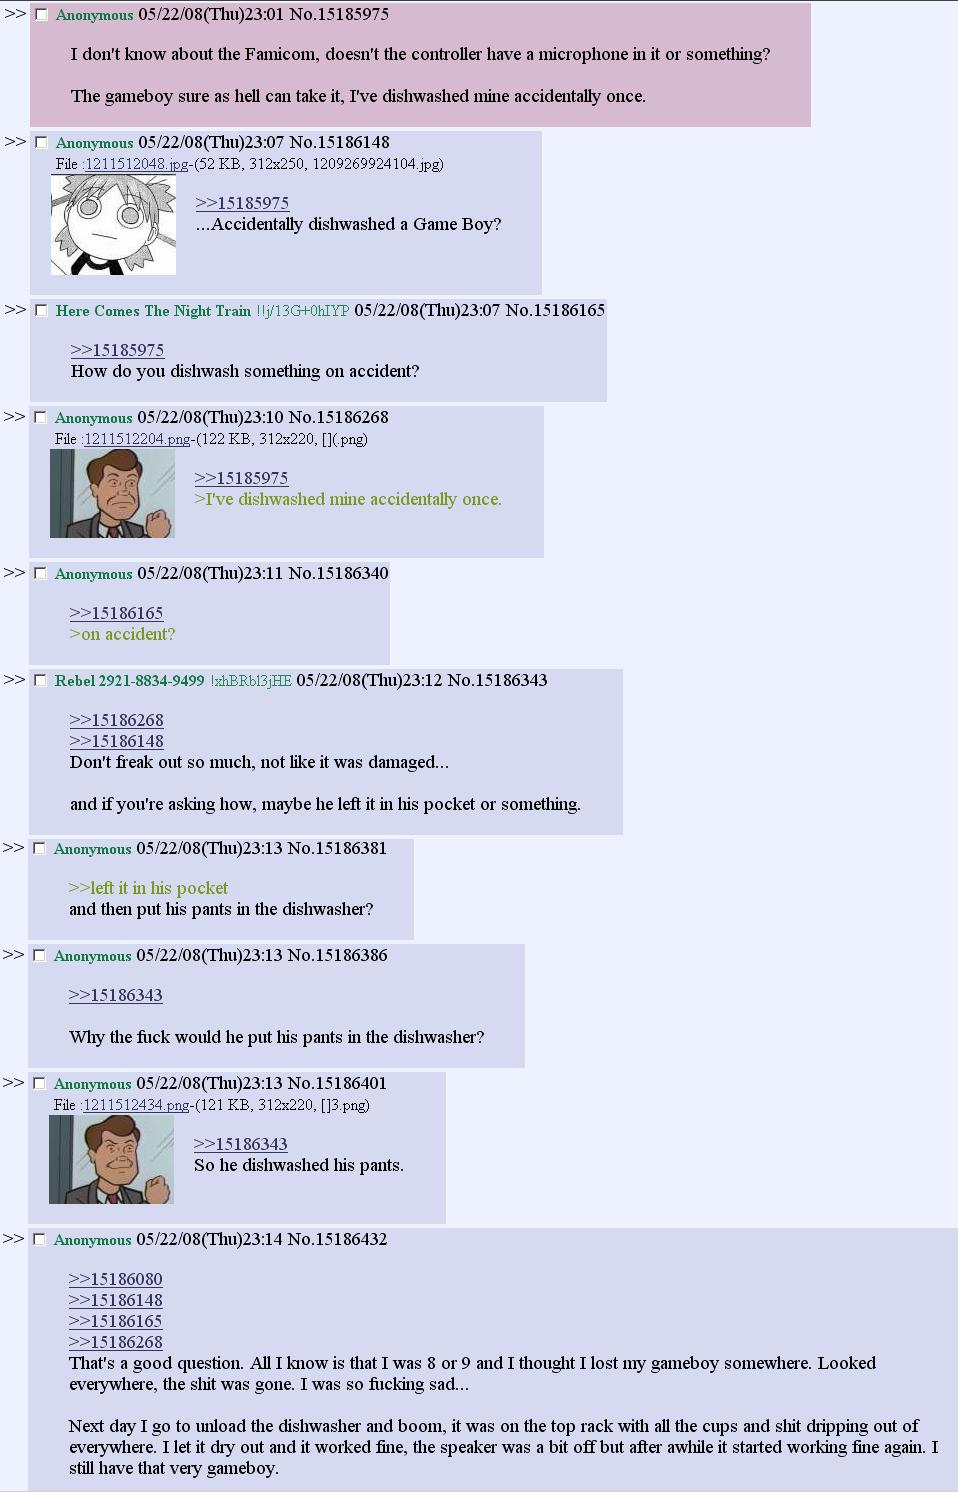 >> Anonymous 05/22/08(Thu)23:01 No.15185975
I don't know about the Famicom, doesn't the controller have a microphone in it or something?
The gameboy sure as hell can take it, I've dishwashed mine accidentally once.
>> Anonymous 05/22/08(Thu)23:07 No.15186148
File :1211512048.jpg-(52 KB, 312x250, 1209269924104.jpg)
>>15185975
...Accidentally dishwashed a Game Boy?
>> Here Comes The Night Train !!j/13G+0hIYP 05/22/08(Thu)23:07 No.15186165
>>15185975
How do you dishwash something on accident?
>> Anonymous 05/22/08(Thu)23:10 No.15186268
File :1211512204.png-(122 KB, 312x220, [](.png)
>>15185975
>I've dishwashed mine accidentally once.
>> Anonymous 05/22/08(Thu)23:11 No.15186340
>>15186165
>on accident?
>> Rebel 2921-8834-9499 !xhBRbl3jHE 05/22/08(Thu)23:12 No.15186343
>>15186268
>>15186148
Don't freak out so much, not like it was damaged...
and if you're asking how, maybe he left it in his pocket or something.
>> Anonymous 05/22/08(Thu)23:13 No.15186381
>>left it in his pocket
and then put his pants in the dishwasher?
>> Anonymous 05/22/08(Thu)23:13 No.15186386
>>15186343
Why the fuck would he put his pants in the dishwasher?
>> Anonymous 05/22/08(Thu)23:13 No.15186401
File :1211512434.png-(121 KB, 312x220, []3.png)
>>15186343
So he dishwashed his pants.
>> Anonymous 05/22/08(Thu)23:14 No.15186432
>>15186080
>>15186148
>>15186165
>>15186268
That's a good question. All I know is that I was 8 or 9 and I thought I lost my gameboy somewhere. Looked
everywhere, the shit was gone. I was so fucking sad...
Next day I go to unload the dishwasher and boom, it was on the top rack with all the cups and shit dripping out of
everywhere. I let it dry out and it worked fine, the speaker was a bit off but after awhile it started working fine again. I
still have that very gameboy.